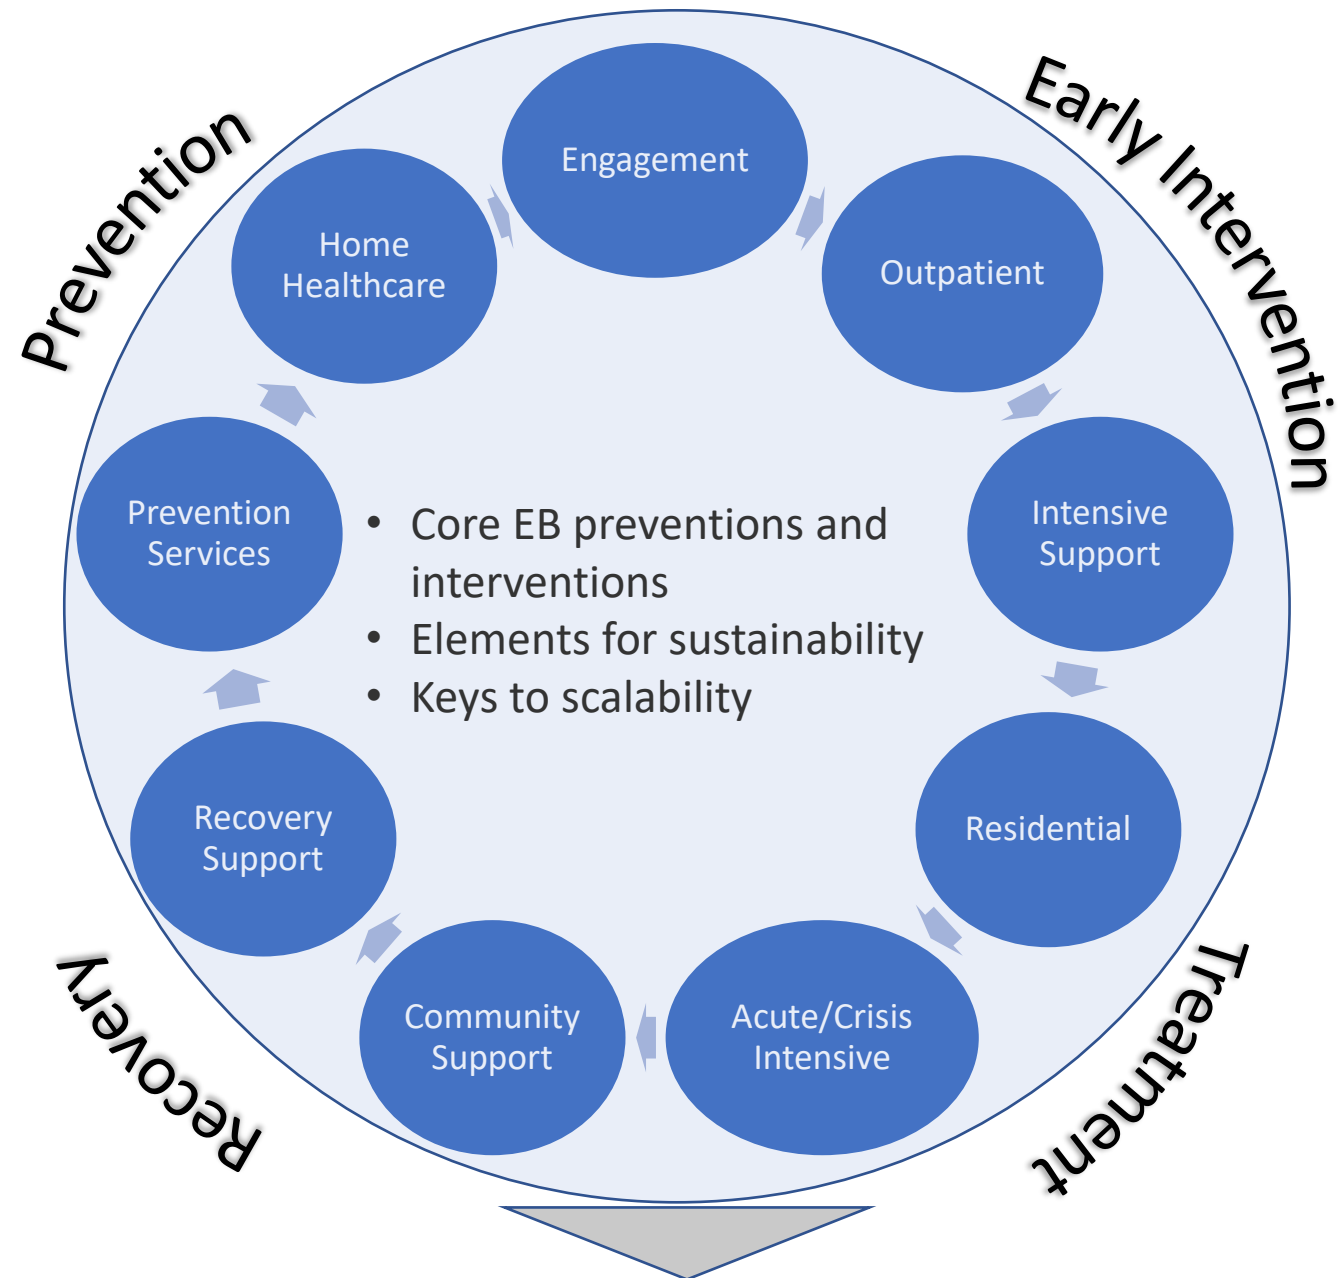 Prevention
Early Intervention
Engagement
Home
Healthcare
Outpatient
Prevention
Services
Intensive
Support
• Core EB preventions and
interventions
• Elements for sustainability
• Keys to scalability
Recovery
Support
Residential
Community
Support
Acute/Crisis
Intensive
Recovery
Treatment